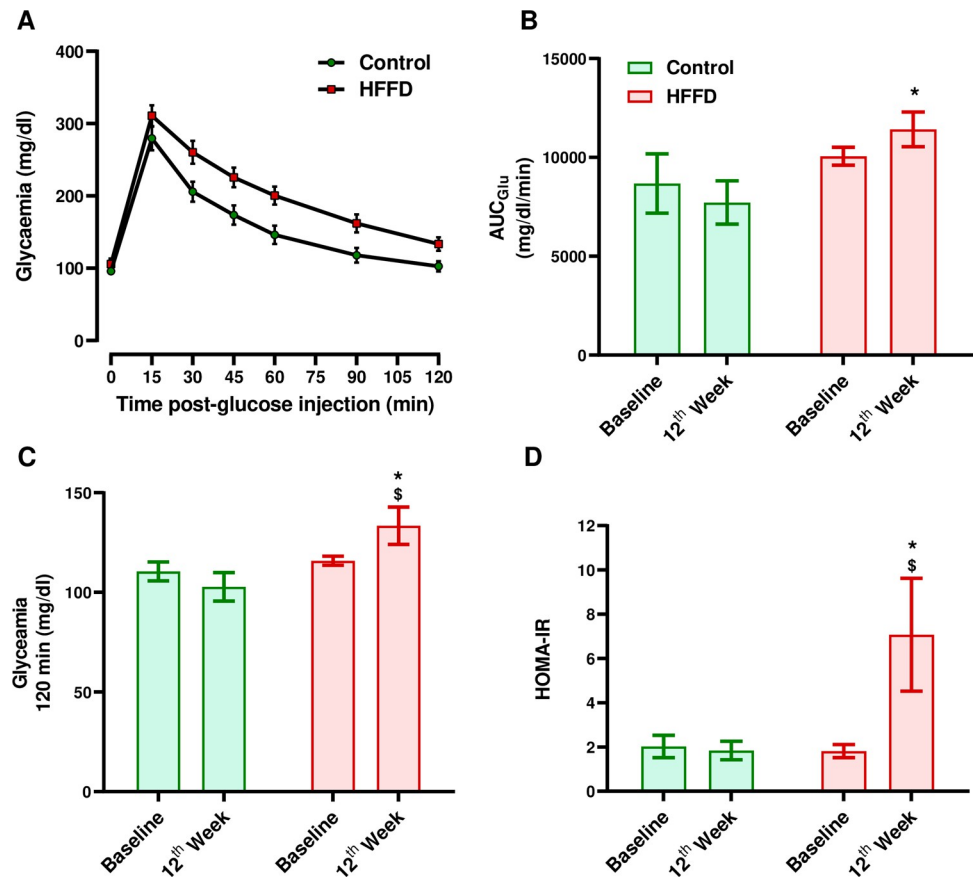 A
Control
HFFD
Glycaemia (mg/dl)
400
300
200
100
0
0 15 30 45 60 75 90 105 120
Time post-glucose injection (min)
B
Control
HFFD
*
AUCGlu
(mg/dl/min)
15000
10000
5000
0
Baseline
12th Week
Baseline
12th Week
C
*
$
Glyceamia
120 min (mg/dl)
150
100
50
0
Baseline
12th Week
Baseline
12th Week
D
*
$
HOMA-IR
12
10
8
6
4
2
0
Baseline
12th Week
Baseline
12th Week